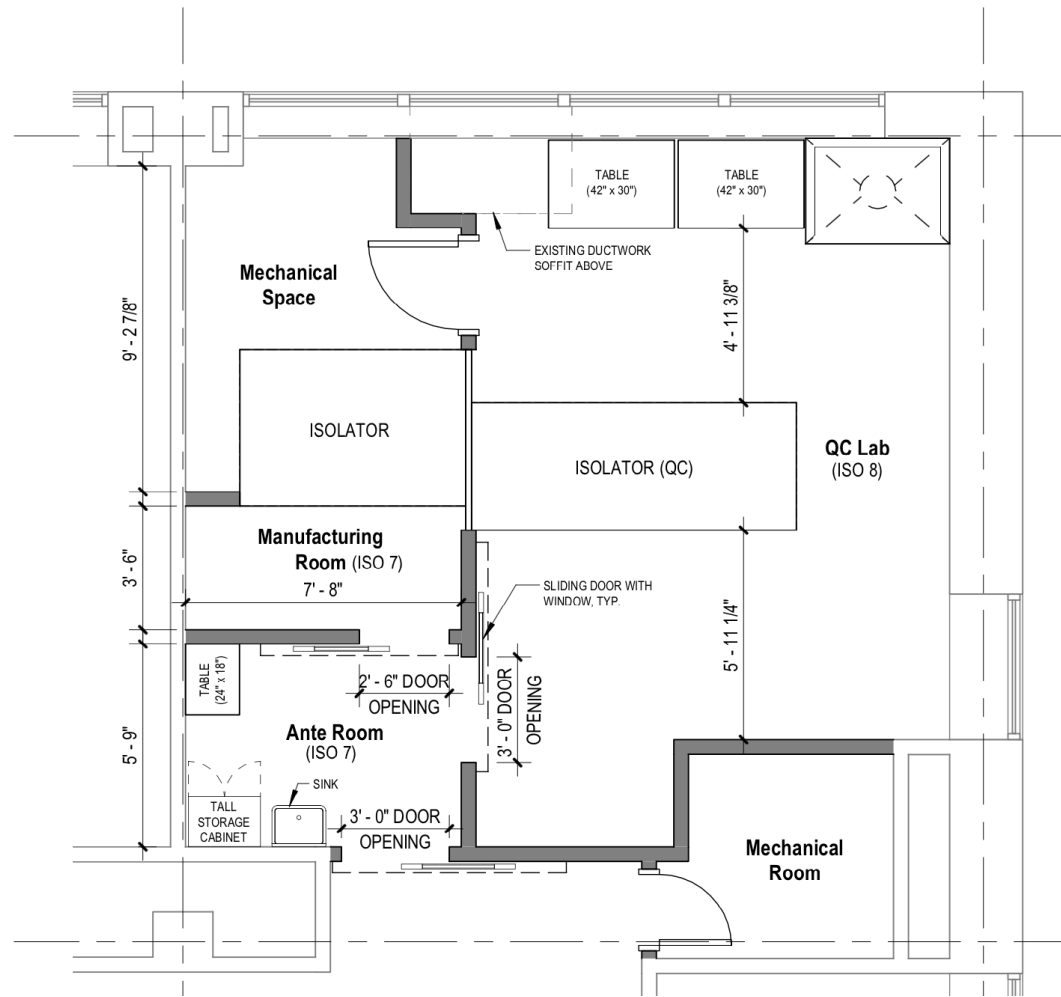 TABLE
(42" x 30")
TABLE
(42" x 30")
EXISTING DUCTWORK
SOFFIT ABOVE
Mechanical
Space
9' - 2 7/8"
4' - 11 3/8"
ISOLATOR
ISOLATOR (QC)
QC Lab
(ISO 8)
Manufacturing
Room (ISO 7)
3' - 6"
7' - 8"
SLIDING DOOR WITH
WINDOW, TYP.
5' - 11 1/4"
TABLE
(24" x 18")
2' - 6" DOOR
OPENING
3' - 0" DOOR
OPENING
Ante Room
(ISO 7)
5' - 9"
SINK
TALL
STORAGE
CABINET
3' - 0" DOOR
OPENING
Mechanical
Room